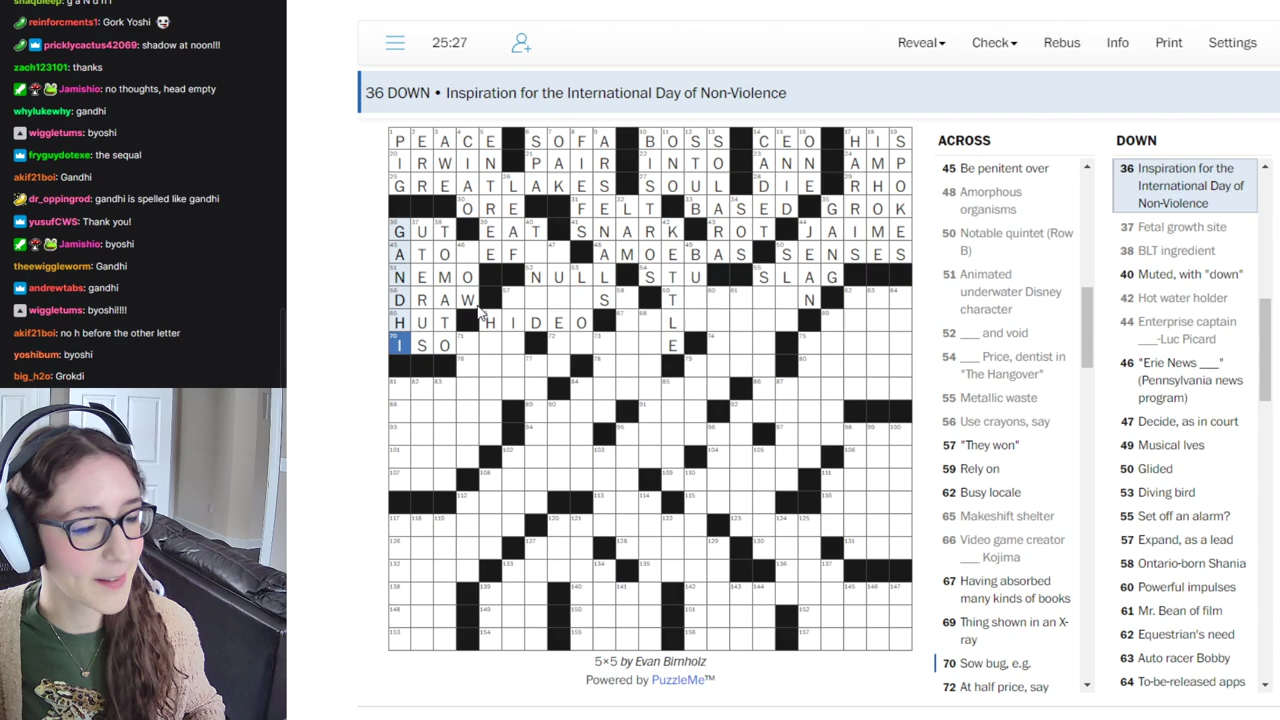 reinforcments1: Gork Yoshi
pricklycactus42069: shadow at noon!!!
zach123101: thanks
Jamishio: no thoughts, head empty
whylukewhy: gandhi
wiggletums: byoshi
fryguydotexe: the sequal
akif21boi: Gandhi
dr_oppingrod: gandhi is spelled like gandhi
yusufCWS: Thank you!
Jamishio: byoshi
theewiggleworm: Gandhi
andrewtabs: gandhi
wiggletums: byoshi!!!!
akif21boi: no h before the other letter
yoshibum: byoshi
big_h2o: Grokdi
25:27
Reveal
Check
Rebus
Info
Print
Settings
36 DOWN • Inspiration for the International Day of Non-Violence
P E A C E S O F A B O S S C E O H I S
I R W I N P A I R I N T O A N N A M P
G R E A T L A K E S S O U L D I E R H O
O R E F E L T B A S E D G R O K
G U T E A T S N A R K R O T J A I M E
A T O E F A M O E B A S S E N S E S
N E M O N U L L S T U S L A G
D R A W S T N
H U T H I D E O L
I S O E
5×5 by Evan Birnholz
Powered by PuzzleMe™
ACROSS
45 Be penitent over
48 Amorphous
organisms
50 Notable quintet (Row
B)
51 Animated
underwater Disney
character
52 ___ and void
54 ___ Price, dentist in
"The Hangover"
55 Metallic waste
56 Use crayons, say
57 "They won"
59 Rely on
62 Busy locale
65 Makeshift shelter
66 Video game creator
___ Kojima
67 Having absorbed
many kinds of books
69 Thing shown in an X-
ray
70 Sow bug, e.g.
72 At half price, say
DOWN
36 Inspiration for the
International Day of
Non-Violence
37 Fetal growth site
38 BLT ingredient
40 Muted, with "down"
42 Hot water holder
44 Enterprise captain
___-Luc Picard
46 "Erie News ___"
(Pennsylvania news
program)
47 Decide, as in court
49 Musical Ives
50 Glided
53 Diving bird
55 Set off an alarm?
57 Expand, as a lead
58 Ontario-born Shania
60 Powerful impulses
61 Mr. Bean of film
62 Equestrian's need
63 Auto racer Bobby
64 To-be-released apps